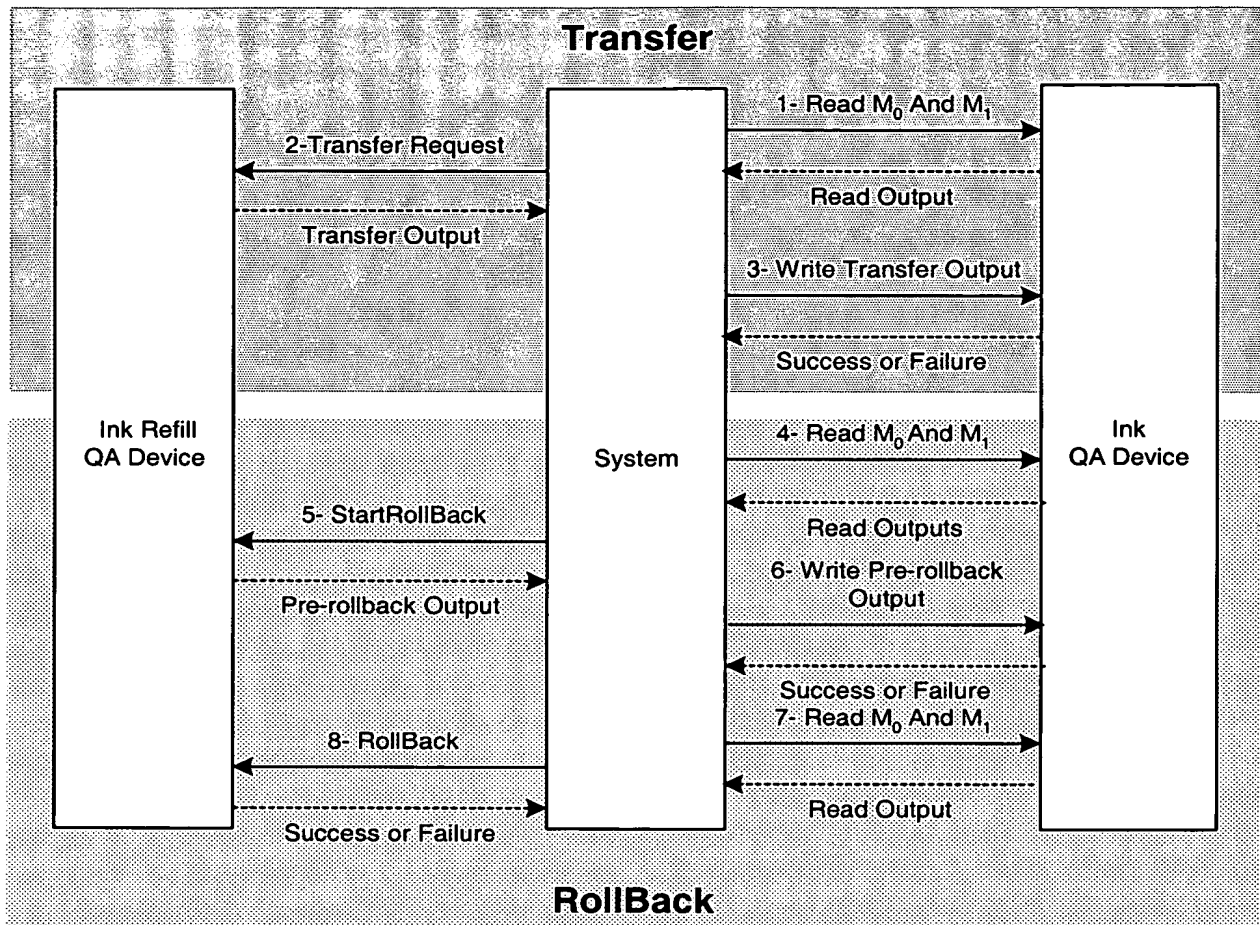 Transfer
1- Read M₀ And M₁
2-Transfer Request
Read Output
Transfer Output
3- Write Transfer Output
Success or Failure
Ink Refill
QA Device
System
Ink
QA Device
4- Read M₀ And M₁
Read Outputs
5- StartRollBack
Pre-rollback Output
6- Write Pre-rollback
Output
Success or Failure
7- Read M₀ And M₁
8- RollBack
Read Output
Success or Failure
RollBack